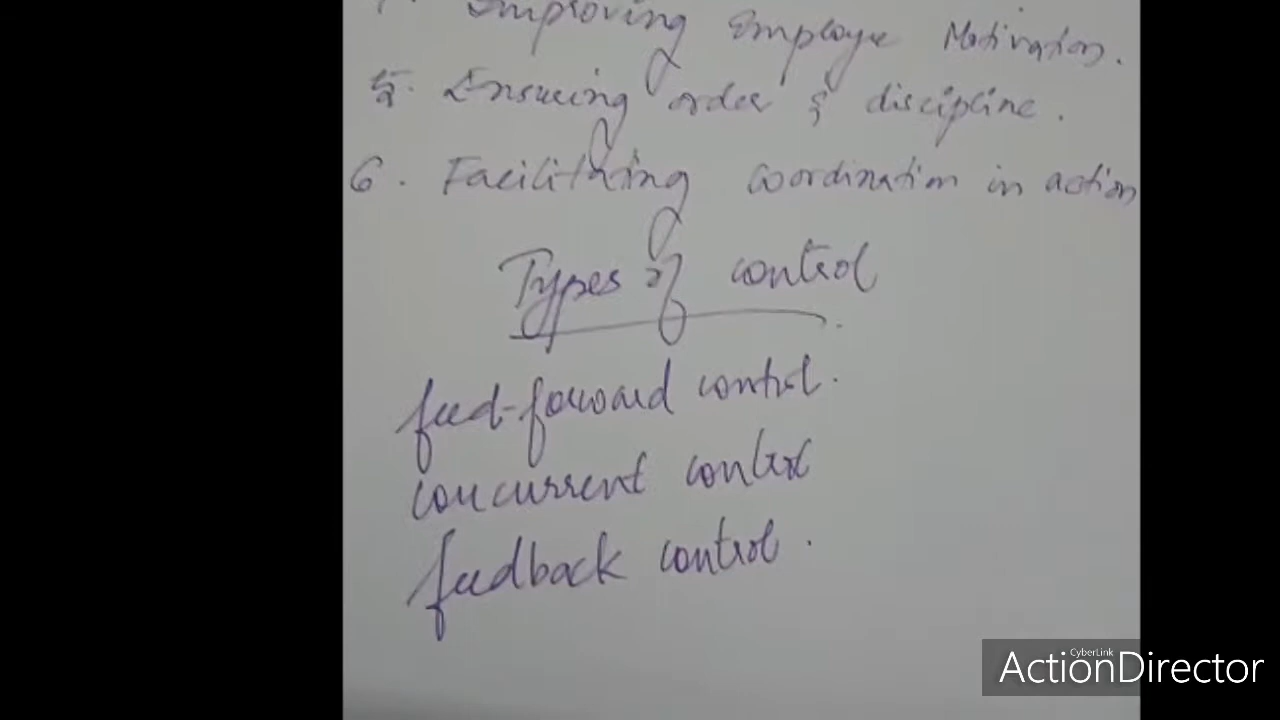 Improving Employee Motivation.
5. Ensuring order & discipline.
6. Facilitating coordination in action
Types of control
feed-forward control.
concurrent control
feedback control.
CyberLink
ActionDirector